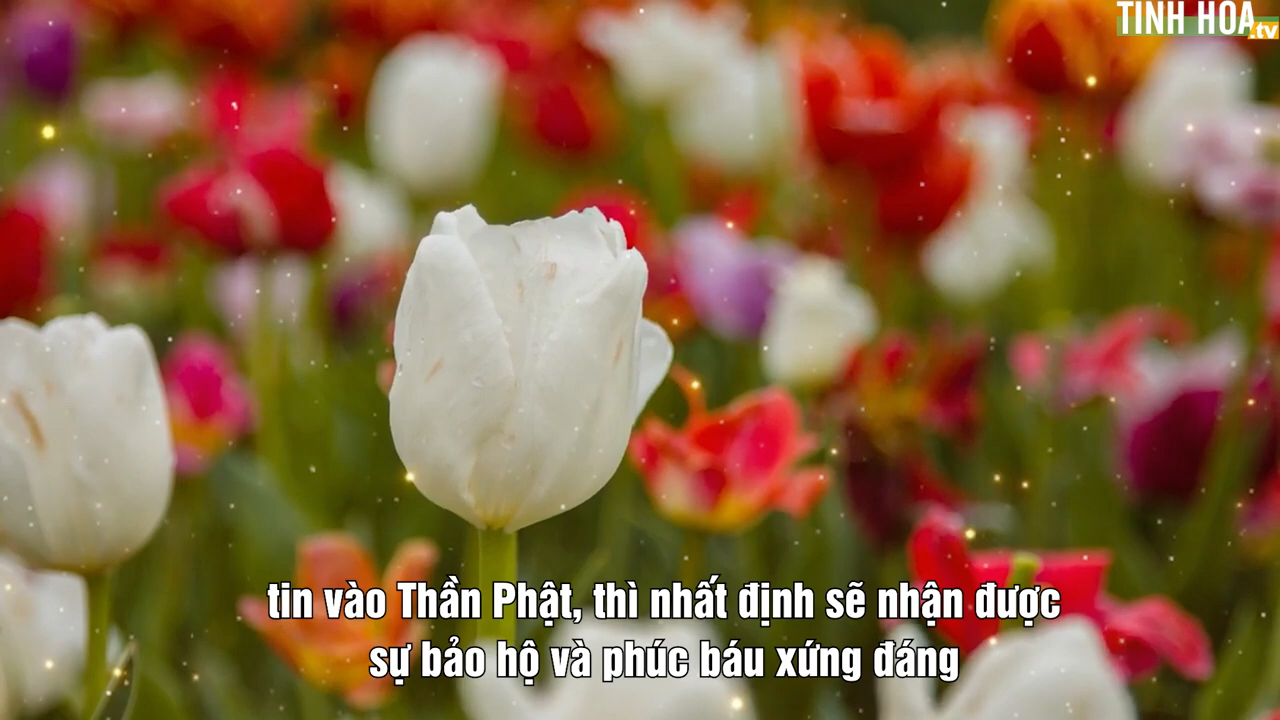 TINH HOA
.tv
tin vào Thần Phật, thì nhất định sẽ nhận được
sự bảo hộ và phúc báu xứng đáng